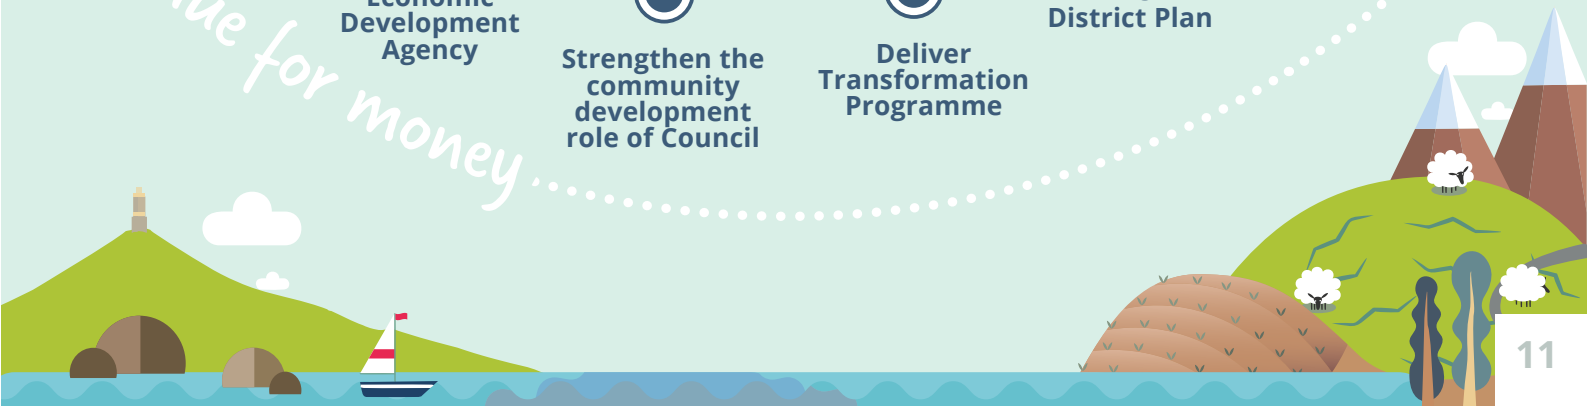 for money
Development
Agency
Strengthen the
community
development
role of Council
Deliver
Transformation
Programme
District Plan
11